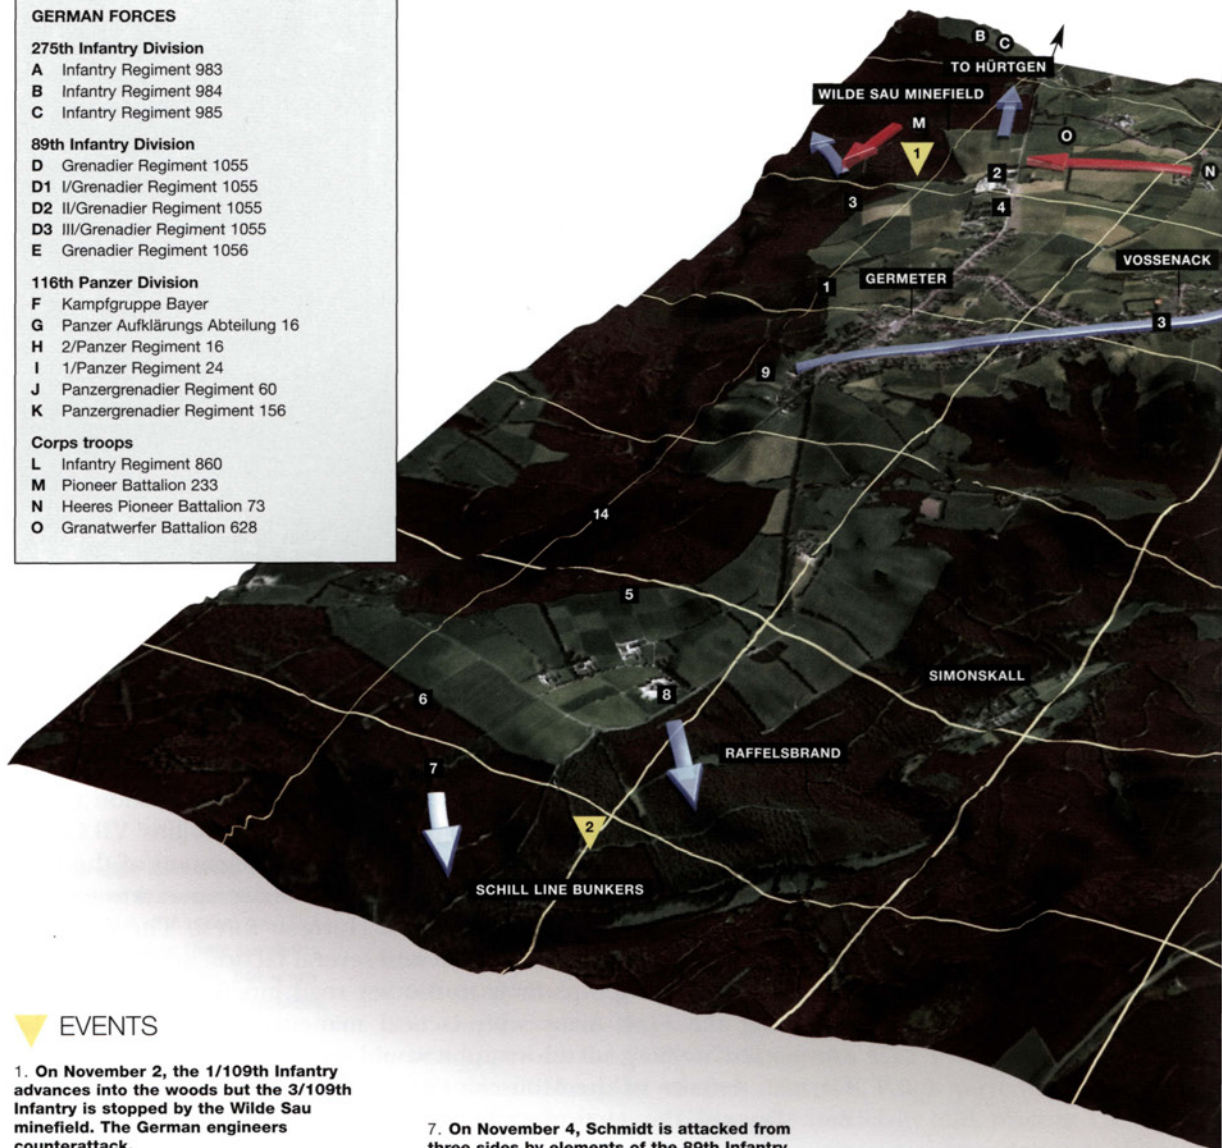 GERMAN FORCES
275th Infantry Division
A Infantry Regiment 983
B Infantry Regiment 984
C Infantry Regiment 985
89th Infantry Division
D Grenadier Regiment 1055
D1 I/Grenadier Regiment 1055
D2 II/Grenadier Regiment 1055
D3 III/Grenadier Regiment 1055
E Grenadier Regiment 1056
116th Panzer Division
F Kampfgruppe Bayer
G Panzer Aufklärungs Abteilung 16
H 2/Panzer Regiment 16
I 1/Panzer Regiment 24
J Panzergrenadier Regiment 60
K Panzergrenadier Regiment 156
Corps troops
L Infantry Regiment 860
M Pioneer Battalion 233
N Heeres Pioneer Battalion 73
O Granatwerfer Battalion 628
B
C
TO HÜRTGEN
WILDE SAU MINEFIELD
M
O
1
N
2
3
4
VOSSENACK
GERMETER
1
3
9
14
5
SIMONSKALL
8
6
RAFFELSBRAND
7
2
SCHILL LINE BUNKERS
EVENTS
1. On November 2, the 1/109th Infantry
advances into the woods but the 3/109th
Infantry is stopped by the Wilde Sau
minefield. The German engineers
counterattack.
7. On November 4, Schmidt is attacked from
three sides by elements of the 89th Infantry